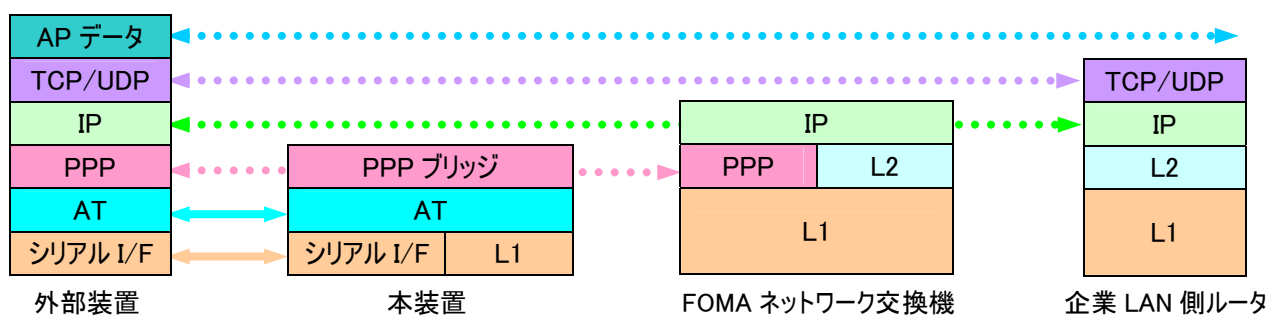 AP データ
TCP/UDP
TCP/UDP
IP
IP
IP
PPP
PPP ブリッジ
PPP
L2
L2
AT
AT
L1
L1
シリアル I/F
シリアル I/F
L1
外部装置
本装置
FOMA ネットワーク交換機
企業 LAN 側ルータ